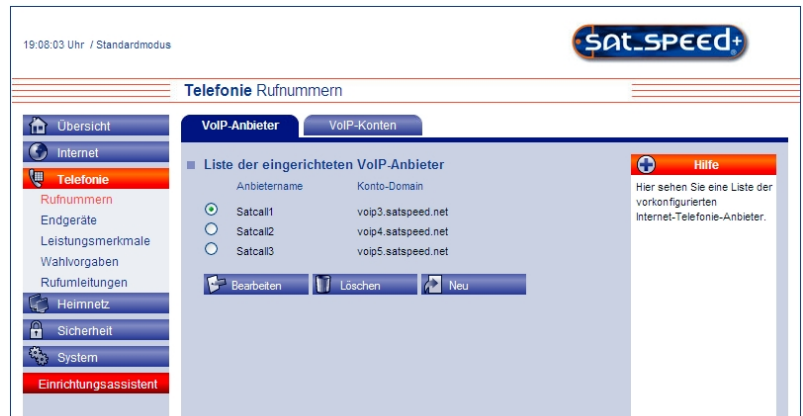 19:08:03 Uhr / Standardmodus
sat_speed+
Telefonie Rufnummern
Übersicht
Internet
Telefonie
Rufnummern
Endgeräte
Leistungsmerkmale
Wahlvorgaben
Rufumleitungen
Heimnetz
Sicherheit
System
Einrichtungsassistent
VoIP-Anbieter VoIP-Konten
Liste der eingerichteten VoIP-Anbieter
Anbietername Konto-Domain
Satcall1 voip3.satspeed.net
Satcall2 voip4.satspeed.net
Satcall3 voip5.satspeed.net
Bearbeiten Löschen Neu
Hilfe
Hier sehen Sie eine Liste der
vorkonfigurierten
Internet-Telefonie-Anbieter.